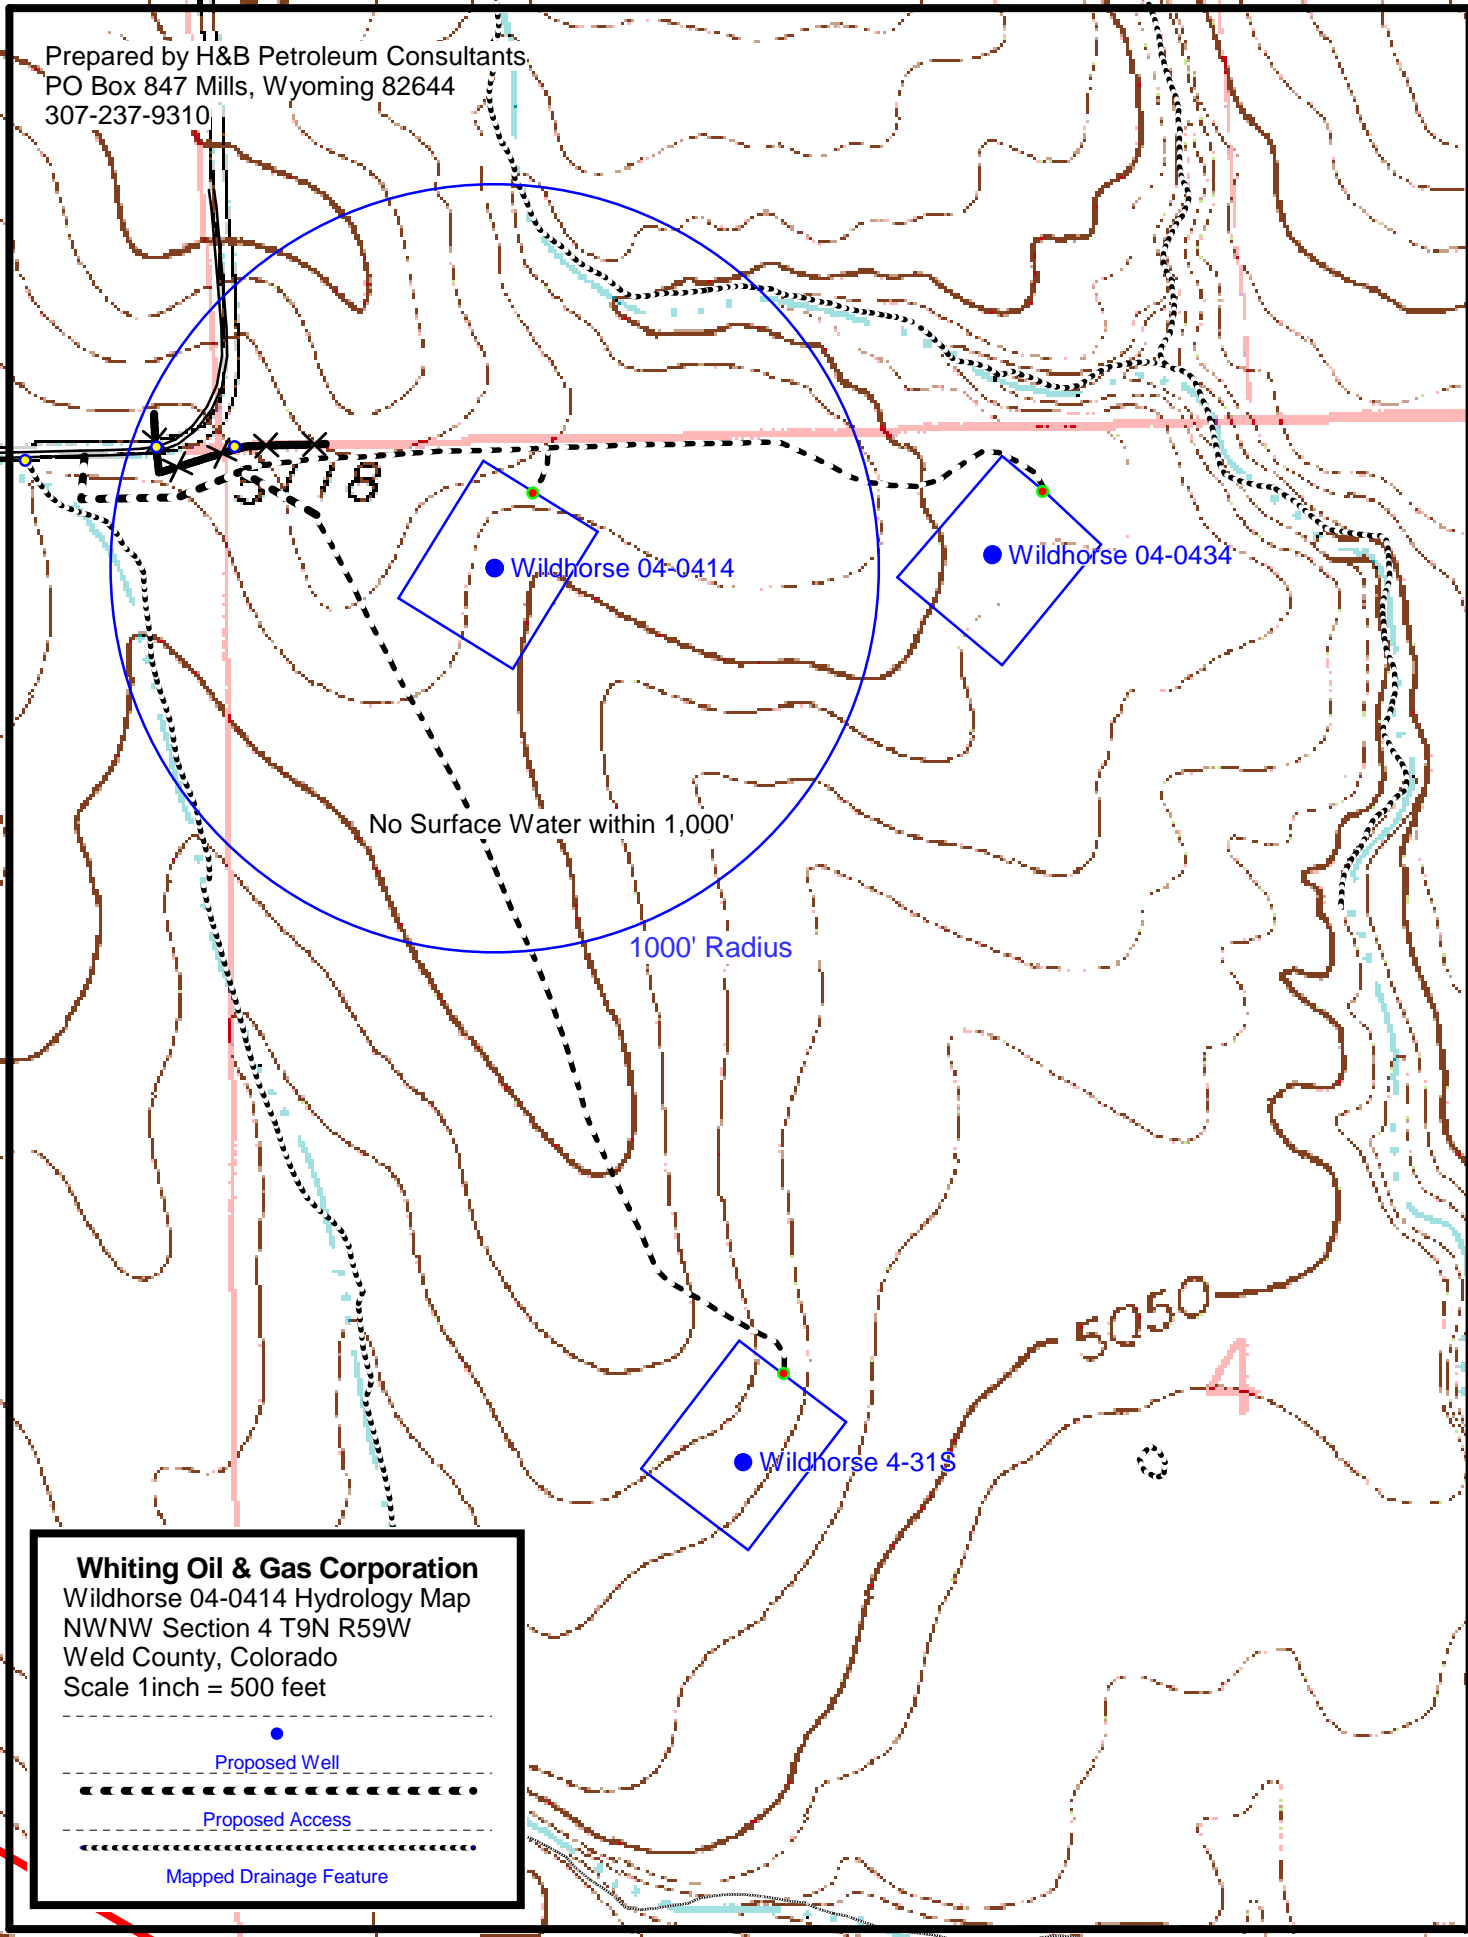 Prepared by H&B Petroleum Consultants
PO Box 847 Mills, Wyoming 82644
307-237-9310
Wildhorse 04-0414
Wildhorse 04-0434
No Surface Water within 1,000'
1000' Radius
5050
4
Wildhorse 4-31S
Whiting Oil & Gas Corporation
Wildhorse 04-0414 Hydrology Map
NWNW Section 4 T9N R59W
Weld County, Colorado
Scale 1inch = 500 feet
Proposed Well
Proposed Access
Mapped Drainage Feature